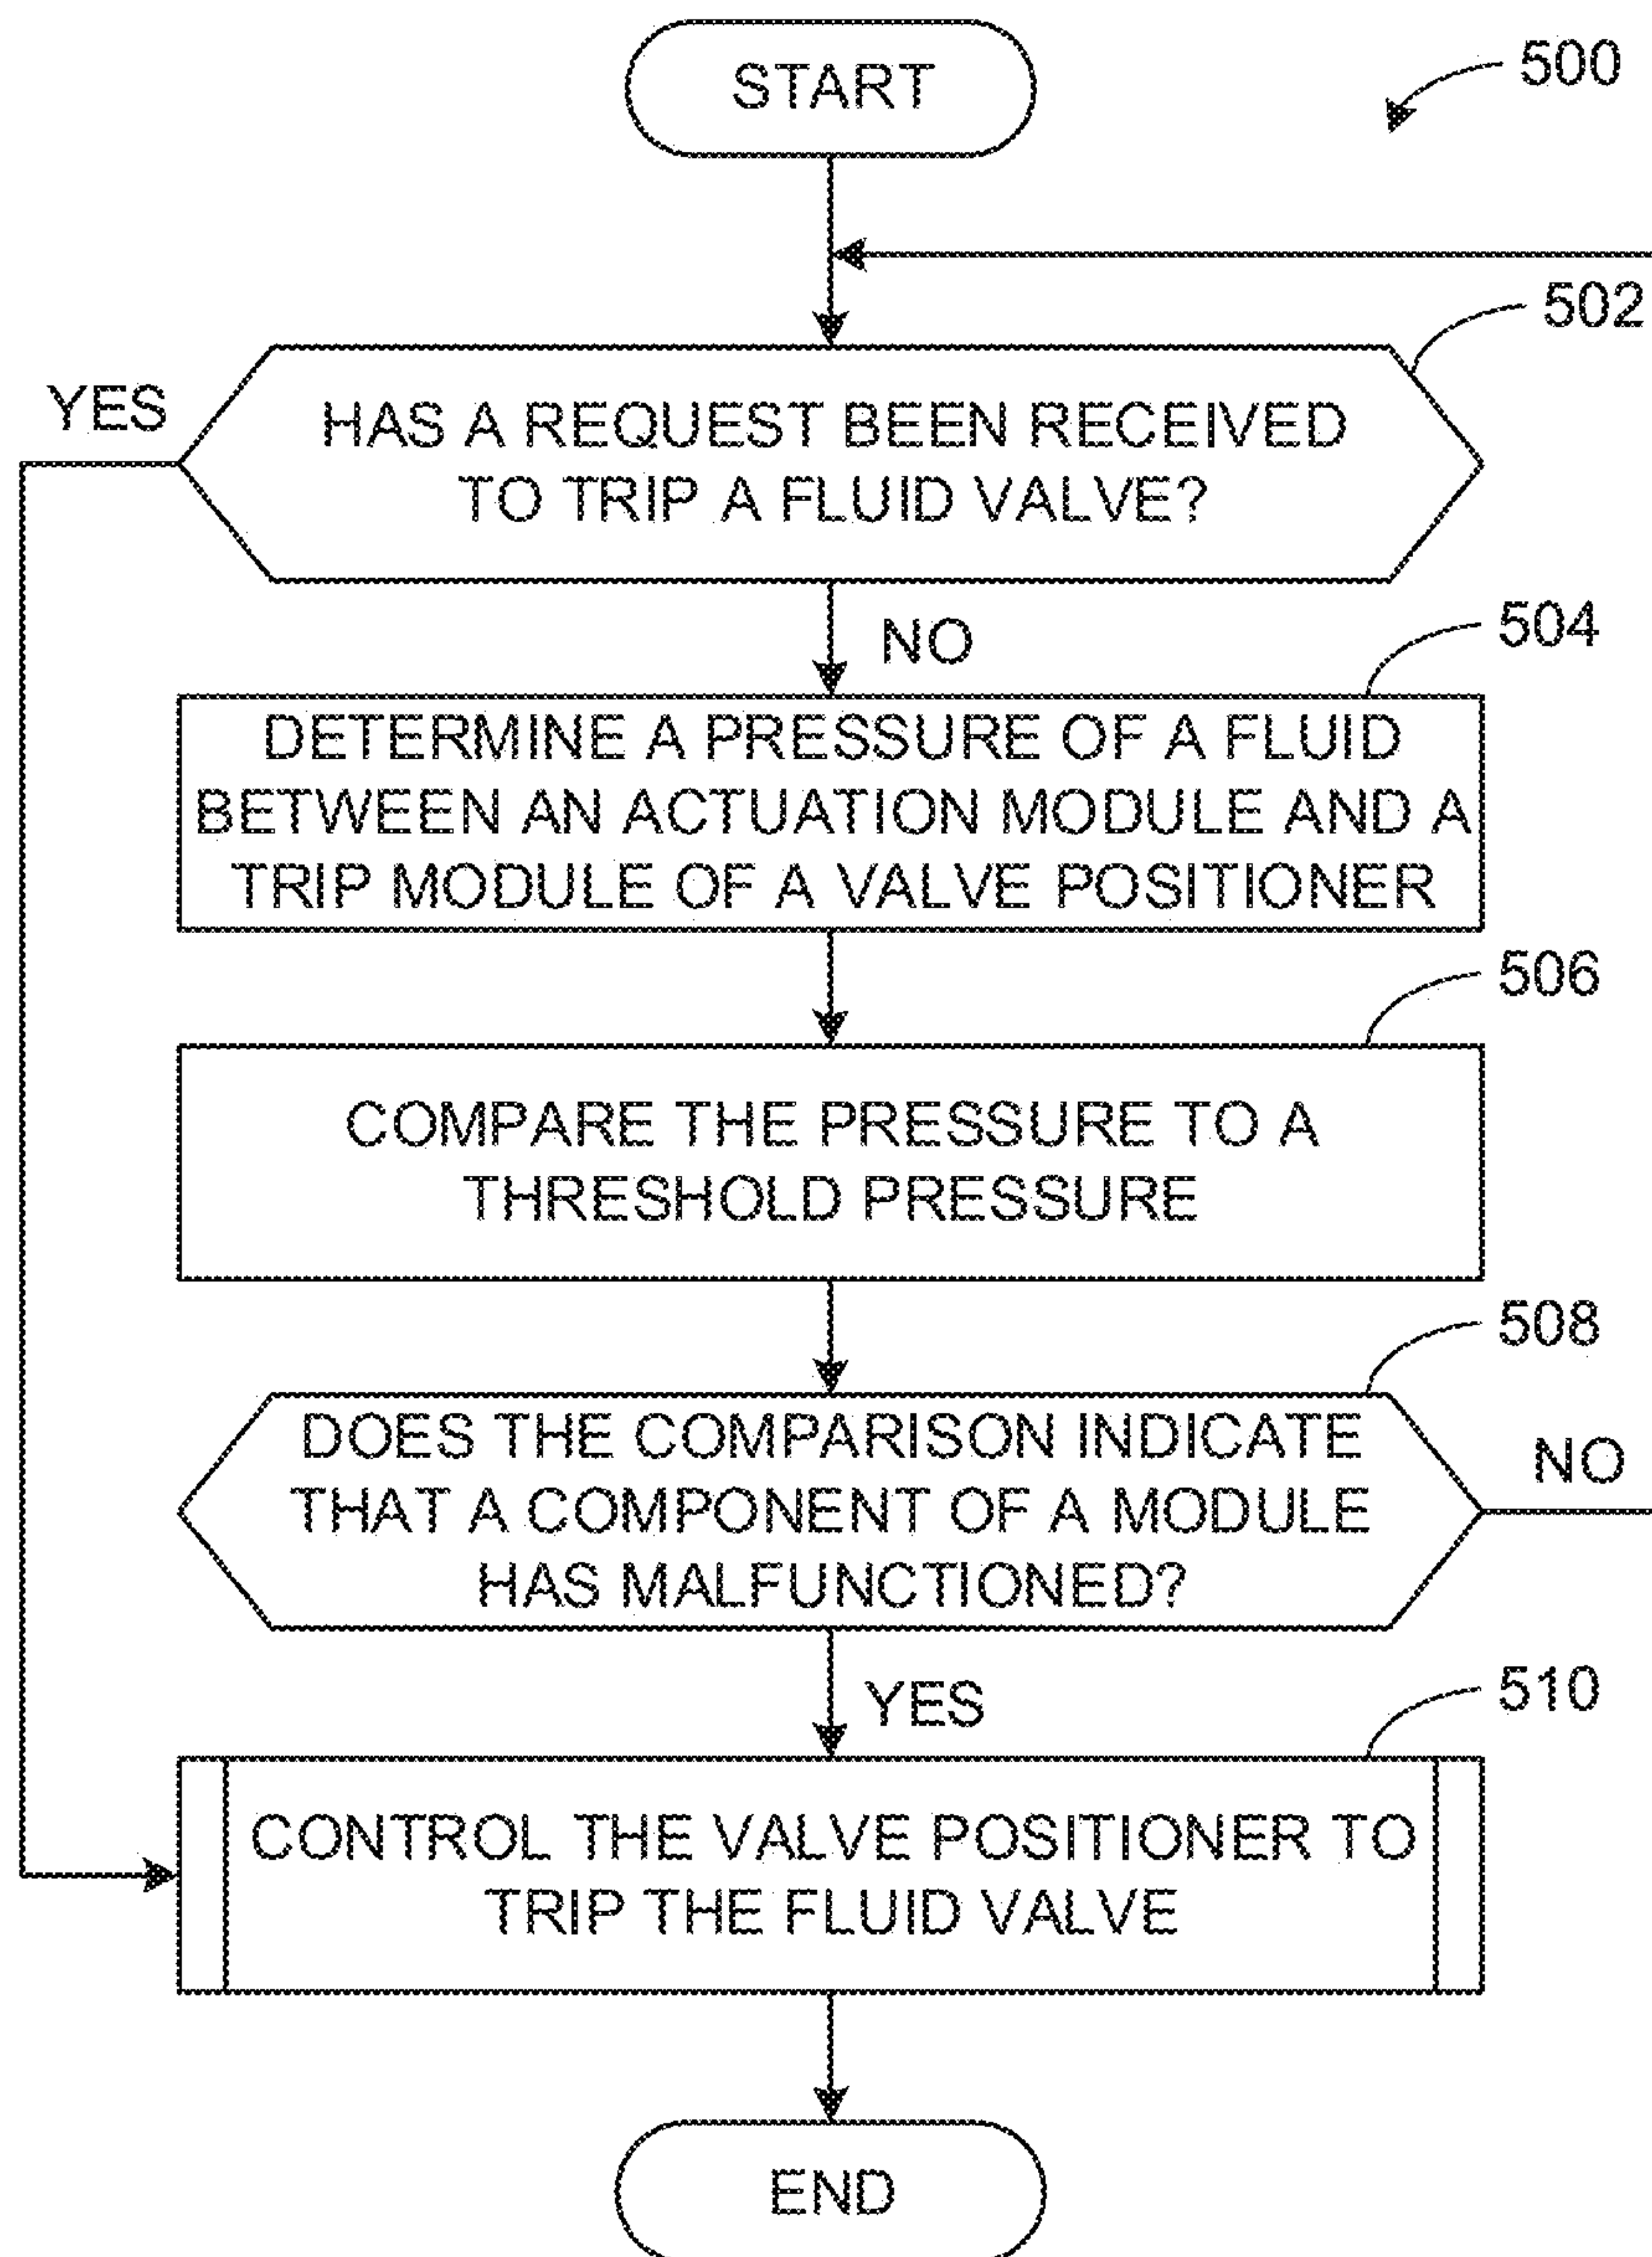 START
500
502
YES
HAS A REQUEST BEEN RECEIVED
TO TRIP A FLUID VALVE?
NO
504
DETERMINE A PRESSURE OF A FLUID
BETWEEN AN ACTUATION MODULE AND A
TRIP MODULE OF A VALVE POSITIONER
506
COMPARE THE PRESSURE TO A
THRESHOLD PRESSURE
508
DOES THE COMPARISON INDICATE
THAT A COMPONENT OF A MODULE
HAS MALFUNCTIONED?
NO
YES
510
CONTROL THE VALVE POSITIONER TO
TRIP THE FLUID VALVE
END